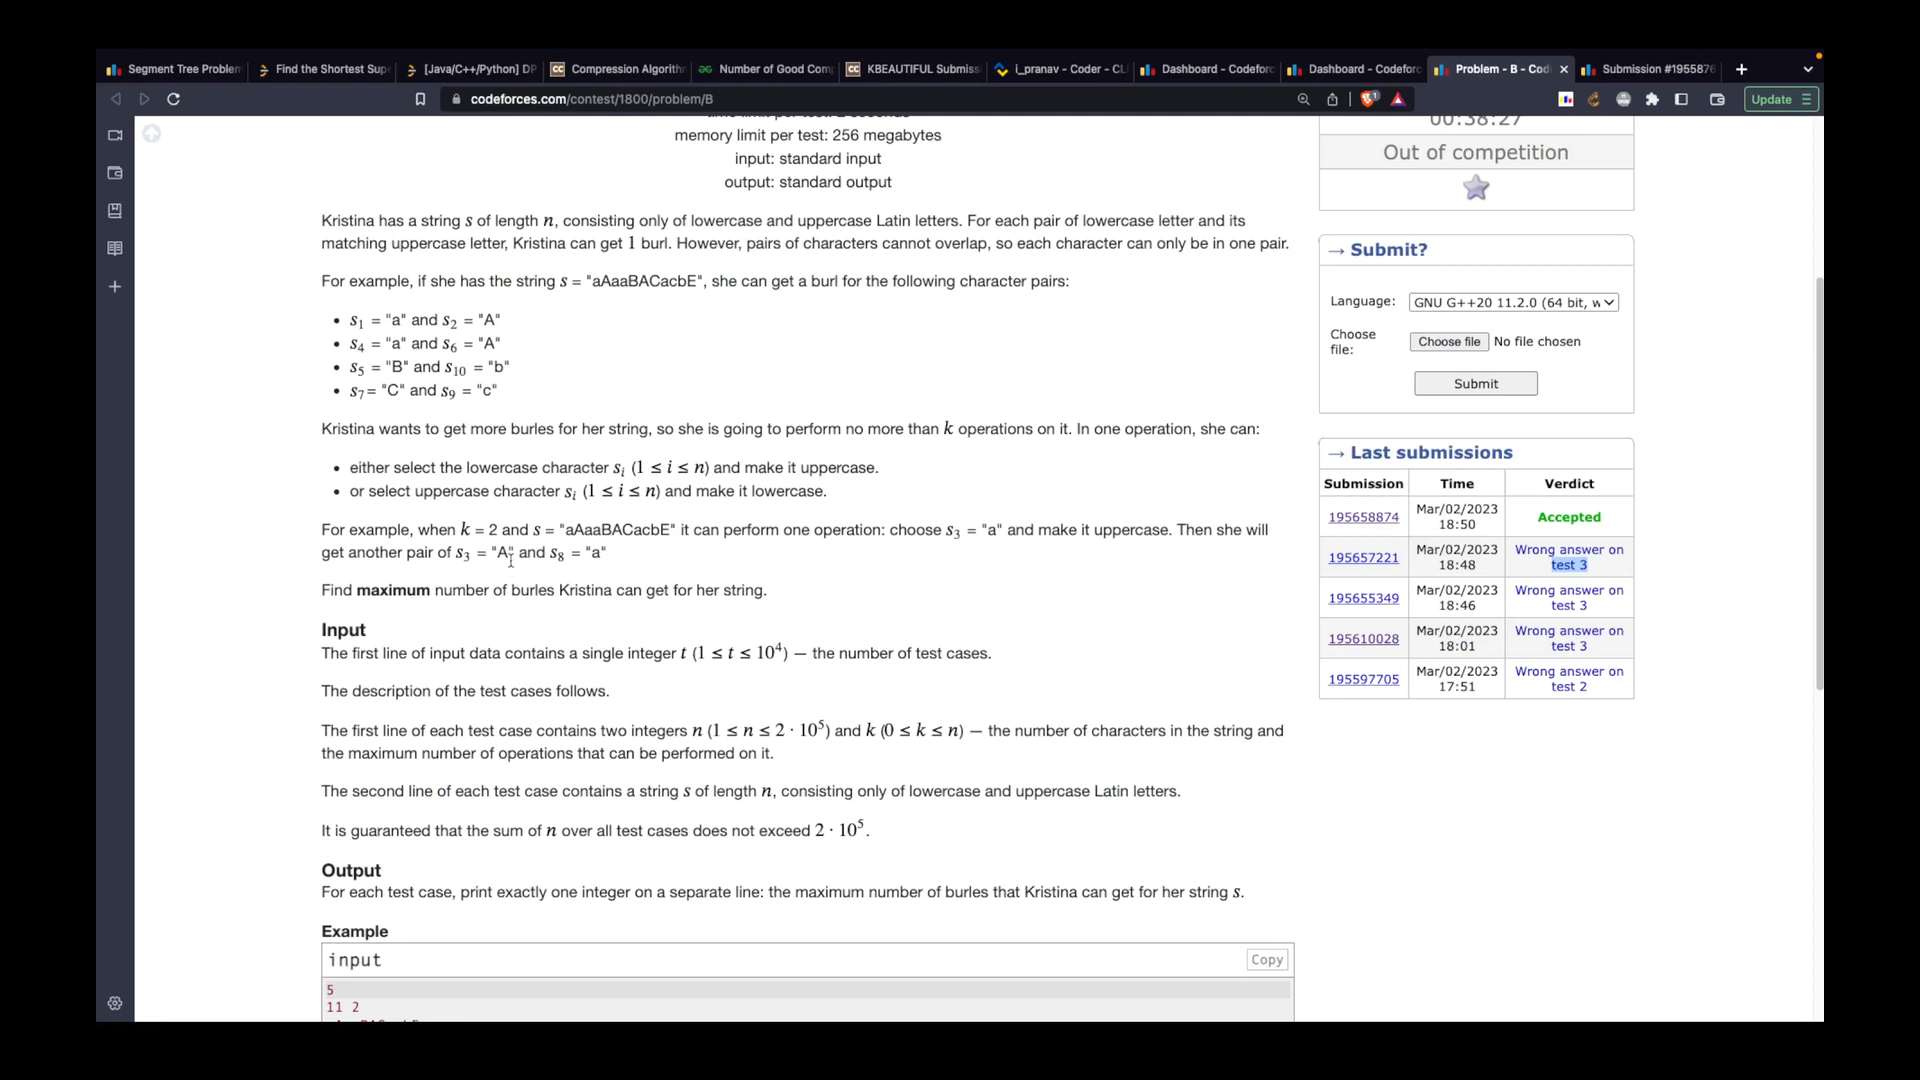 Segment Tree Problem
Find the Shortest Sup
[Java/C++/Python] DP
Compression Algorith
Number of Good Com
KBEAUTIFUL Submiss
i_pranav - Coder - CL
Dashboard - Codefor
Dashboard - Codefor
Problem - B - Cod
Submission #1955876
codeforces.com/contest/1800/problem/B
Update
memory limit per test: 256 megabytes
input: standard input
output: standard output
Kristina has a string s of length n, consisting only of lowercase and uppercase Latin letters. For each pair of lowercase letter and its
matching uppercase letter, Kristina can get 1 burl. However, pairs of characters cannot overlap, so each character can only be in one pair.
For example, if she has the string s = "aAaaBACacbE", she can get a burl for the following character pairs:
• s1 = "a" and s2 = "A"
• s4 = "a" and s6 = "A"
• s5 = "B" and s10 = "b"
• s7= "C" and s9 = "c"
Kristina wants to get more burles for her string, so she is going to perform no more than k operations on it. In one operation, she can:
• either select the lowercase character si (1 ≤ i ≤ n) and make it uppercase.
• or select uppercase character si (1 ≤ i ≤ n) and make it lowercase.
For example, when k = 2 and s = "aAaaBACacbE" it can perform one operation: choose s3 = "a" and make it uppercase. Then she will
get another pair of s3 = "A" and s8 = "a"
Find maximum number of burles Kristina can get for her string.
Input
The first line of input data contains a single integer t (1 ≤ t ≤ 10^4) — the number of test cases.
The description of the test cases follows.
The first line of each test case contains two integers n (1 ≤ n ≤ 2 · 10^5) and k (0 ≤ k ≤ n) — the number of characters in the string and
the maximum number of operations that can be performed on it.
The second line of each test case contains a string s of length n, consisting only of lowercase and uppercase Latin letters.
It is guaranteed that the sum of n over all test cases does not exceed 2 · 10^5.
Output
For each test case, print exactly one integer on a separate line: the maximum number of burles that Kristina can get for her string s.
Example
input
Copy
5
11 2
00:38:27
Out of competition
→ Submit?
Language: GNU G++20 11.2.0 (64 bit, w
Choose file: Choose file No file chosen
Submit
→ Last submissions
Submission Time Verdict
195658874 Mar/02/2023 18:50 Accepted
195657221 Mar/02/2023 18:48 Wrong answer on test 3
195655349 Mar/02/2023 18:46 Wrong answer on test 3
195610028 Mar/02/2023 18:01 Wrong answer on test 3
195597705 Mar/02/2023 17:51 Wrong answer on test 2